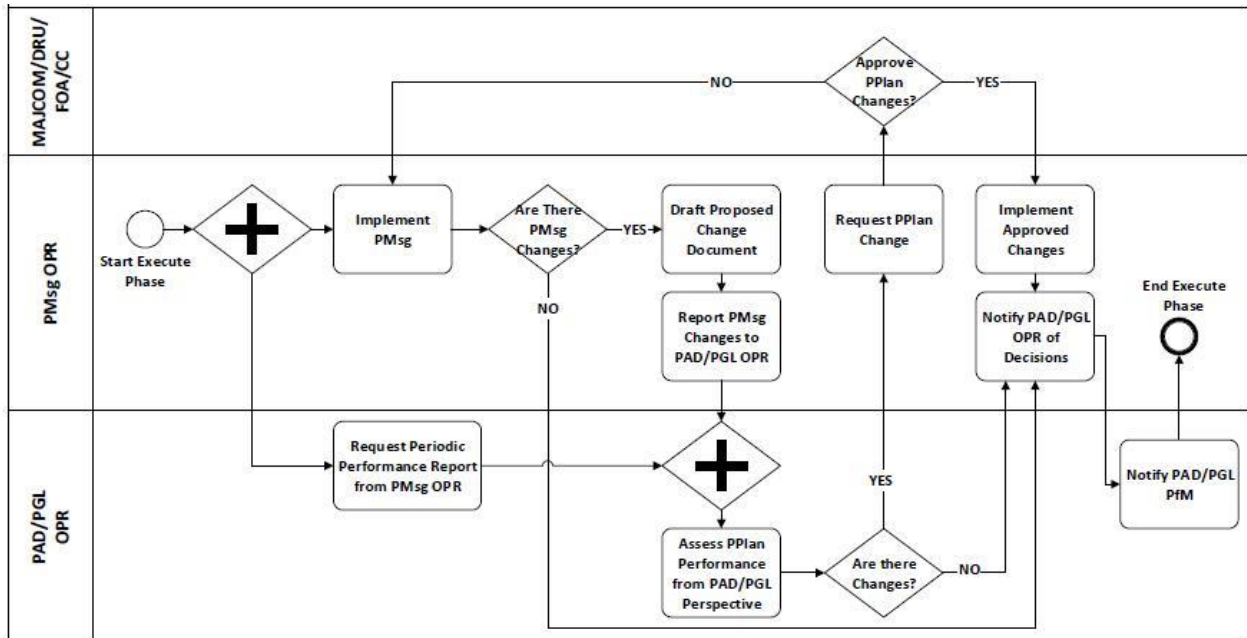 MAJCOM/DRU/
FOA/CC
Approve
PPlan
Changes?
NO
YES
PMsg OPR
Start Execute
Phase
Implement
PMsg
Are There
PMsg
Changes?
YES
NO
Draft Proposed
Change
Document
Report PMsg
Changes to
PAD/PGL OPR
Request PPlan
Change
Implement
Approved
Changes
Notify PAD/PGL
OPR of
Decisions
End Execute
Phase
PAD/PGL
OPR
Request Periodic
Performance Report
from PMsg OPR
Assess PPlan
Performance
from PAD/PGL
Perspective
Are there
Changes?
YES
NO
Notify PAD/PGL
PfM